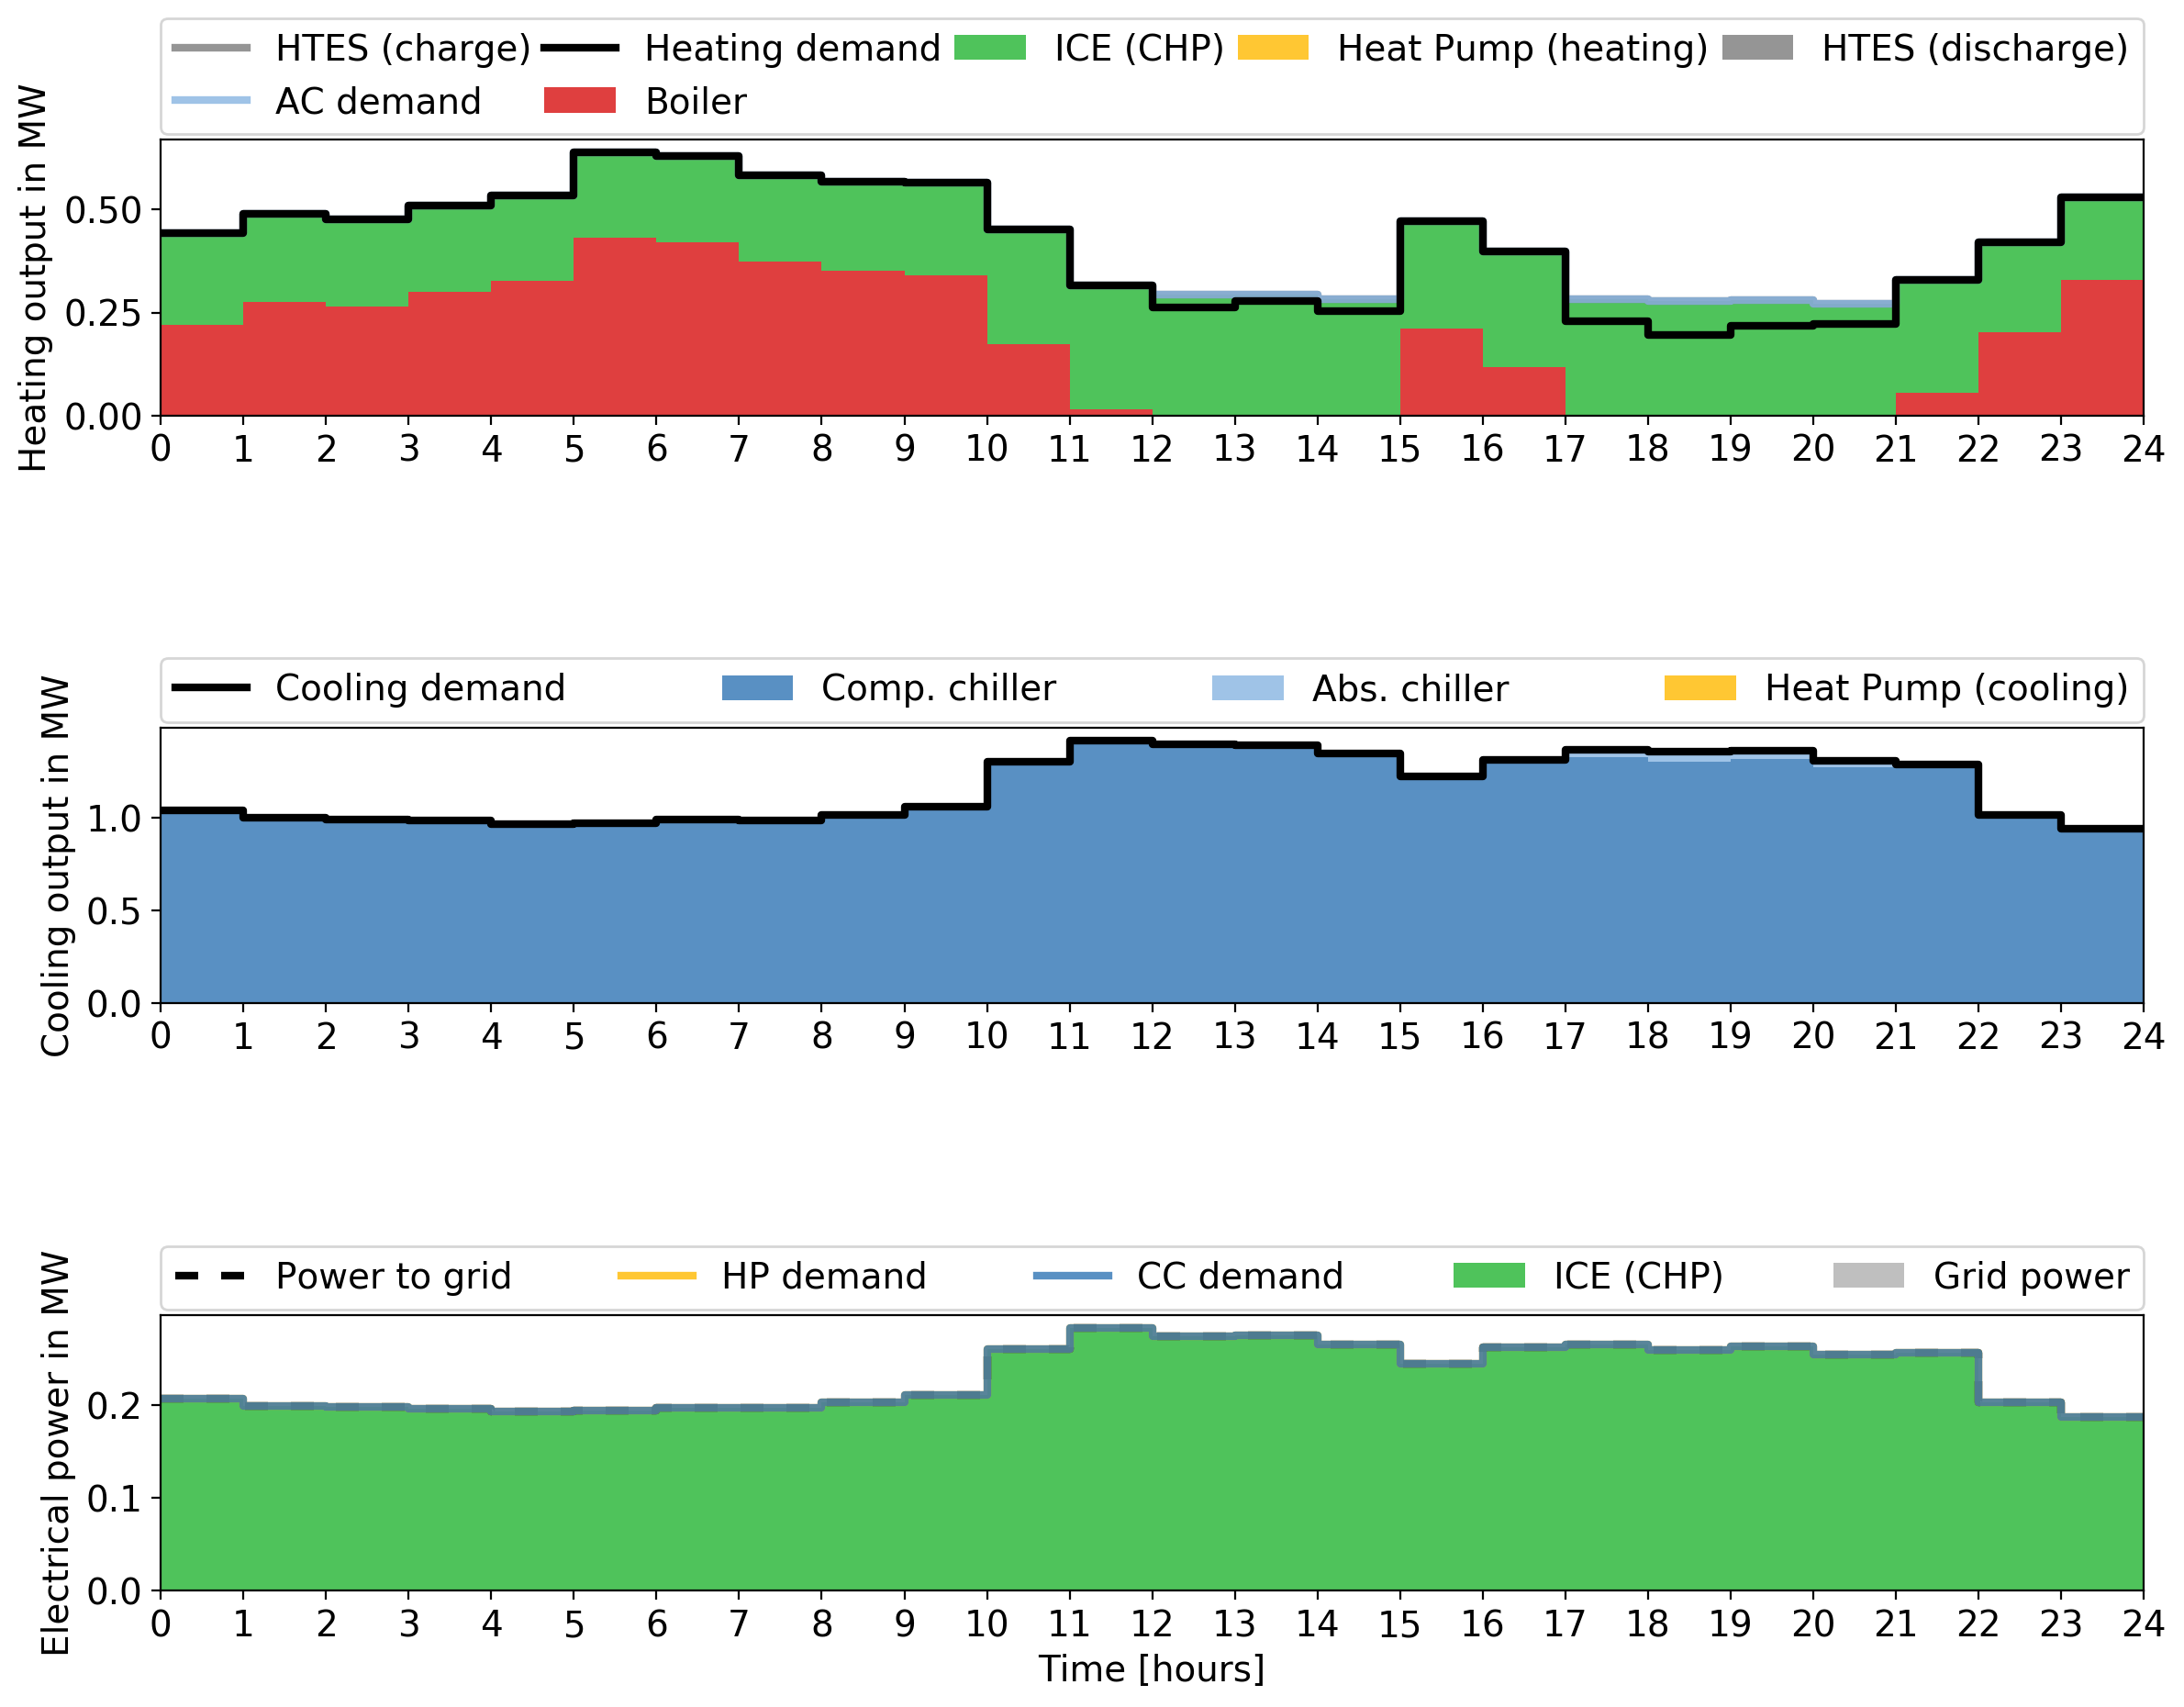 HTES (charge) Heating demand ICE (CHP) Heat Pump (heating) HTES (discharge)
AC demand Boiler
Heating output in MW
0.50
0.25
0.00
0 1 2 3 4 5 6 7 8 9 10 11 12 13 14 15 16 17 18 19 20 21 22 23 24
Cooling demand Comp. chiller Abs. chiller Heat Pump (cooling)
Cooling output in MW
1.0
0.5
0.0
0 1 2 3 4 5 6 7 8 9 10 11 12 13 14 15 16 17 18 19 20 21 22 23 24
Power to grid HP demand CC demand ICE (CHP) Grid power
Electrical power in MW
0.2
0.1
0.0
0 1 2 3 4 5 6 7 8 9 10 11 12 13 14 15 16 17 18 19 20 21 22 23 24
Time [hours]